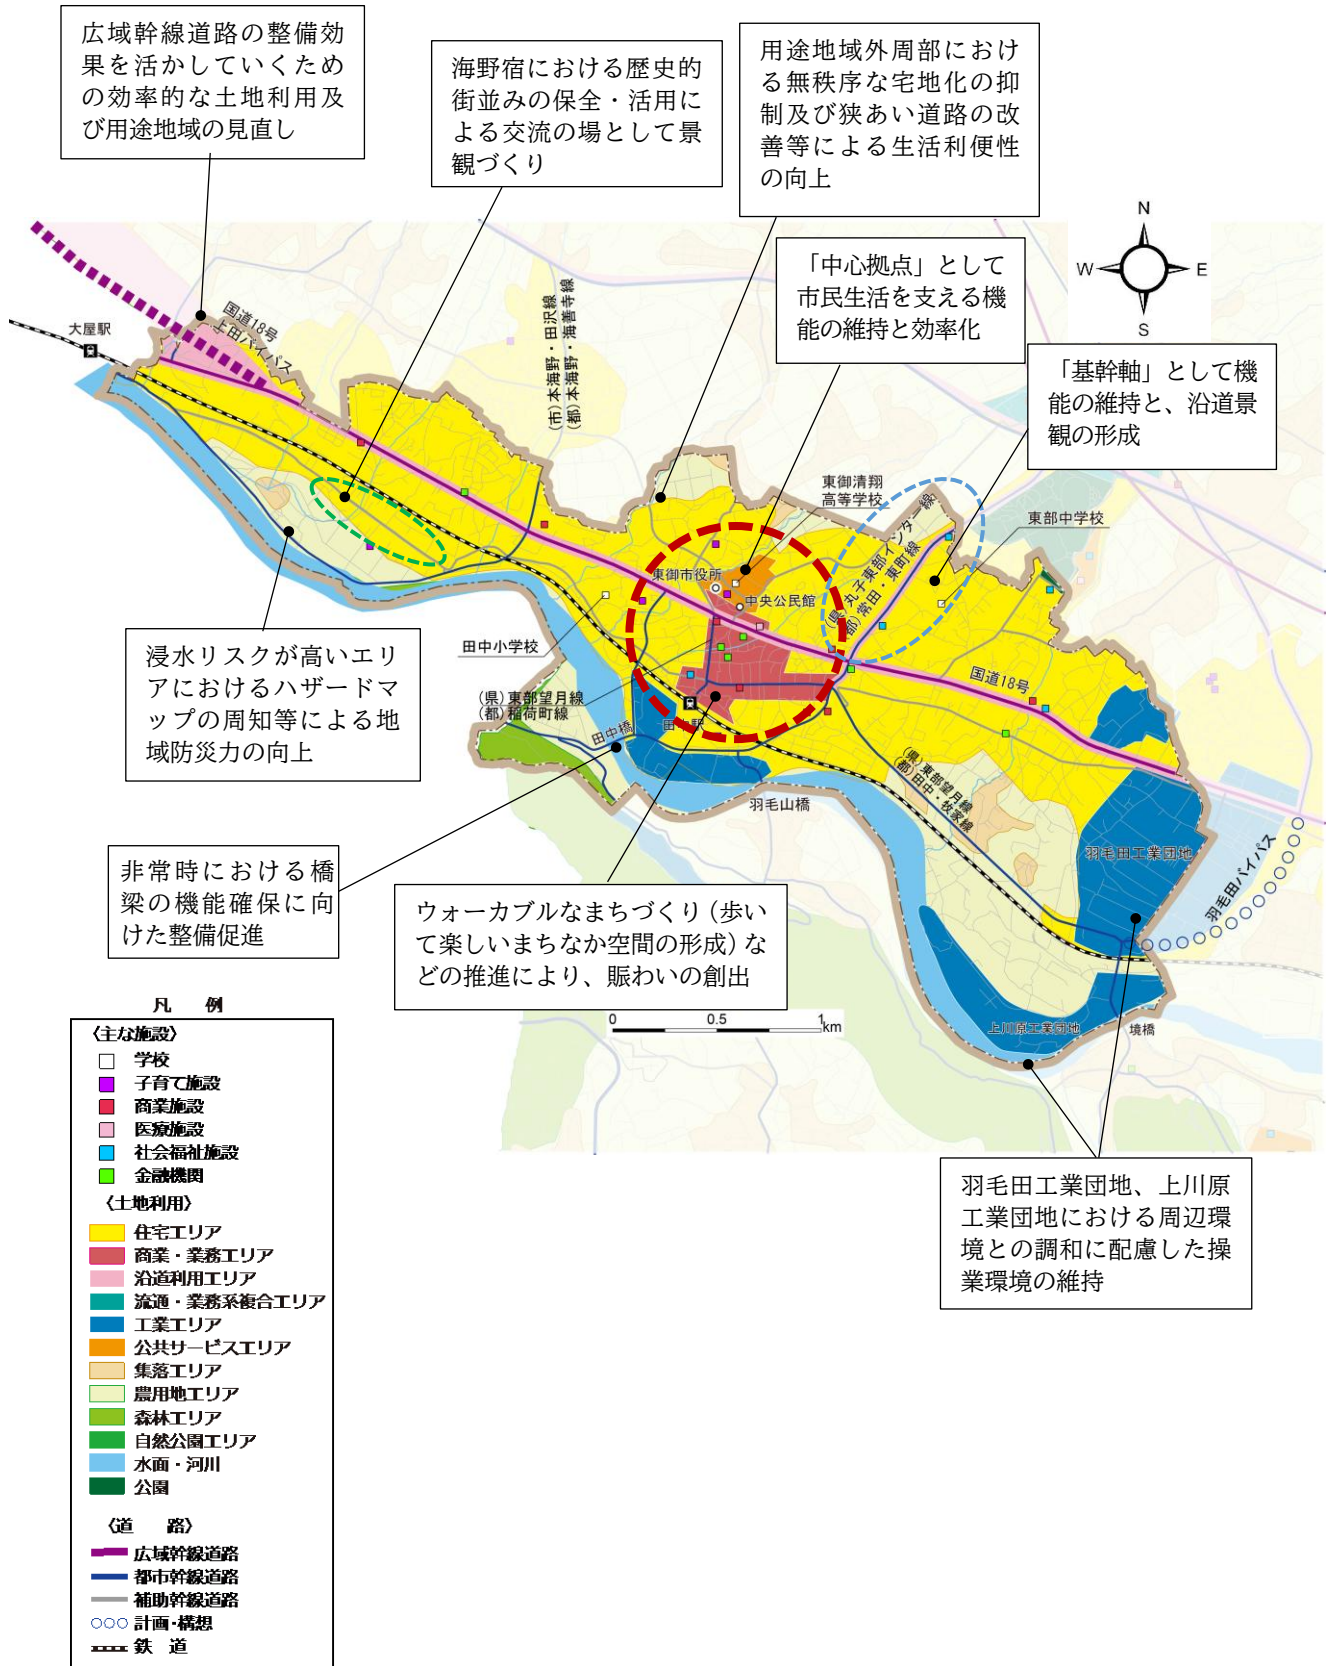 広域幹線道路の整備効
果を活かしていくため
の効率的な土地利用及
び用途地域の見直し
海野宿における歴史的
街並みの保全・活用に
よる交流の場として景
観づくり
用途地域外周部におけ
る無秩序な宅地化の抑
制及び狭あい道路の改
善等による生活利便性
の向上
「中心拠点」として
市民生活を支える機
能の維持と効率化
「基幹軸」として機
能の維持と、沿道景
観の形成
N
W
E
S
大屋駅
国道18号
上田バイパス
(市)本海野・田沢線
(都)本海野・海善寺線
東御清翔
高等学校
東部中学校
(県)丸子東部インター線
(都)常田・東町線
東御市役所
中央公民館
田中小学校
(県)東部望月線
(都)稲荷町線
田中駅
田中橋
国道18号
羽毛山橋
(県)東部望月線
(都)田中・牧家線
羽毛田工業団地
羽毛田バイパス
上川原工業団地
境橋
浸水リスクが高いエリ
アにおけるハザードマ
ップの周知等による地
域防災力の向上
非常時における橋
梁の機能確保に向
けた整備促進
ウォーカブルなまちづくり（歩い
て楽しいまちなか空間の形成）な
どの推進により、賑わいの創出
0 0.5 1
km
羽毛田工業団地、上川原
工業団地における周辺環
境との調和に配慮した操
業環境の維持
凡　例
〈主な施設〉
学校
子育て施設
商業施設
医療施設
社会福祉施設
金融機関
〈土地利用〉
住宅エリア
商業・業務エリア
沿道利用エリア
流通・業務系複合エリア
工業エリア
公共サービスエリア
集落エリア
農用地エリア
森林エリア
自然公園エリア
水面・河川
公園
〈道　路〉
広域幹線道路
都市幹線道路
補助幹線道路
計画・構想
鉄　道